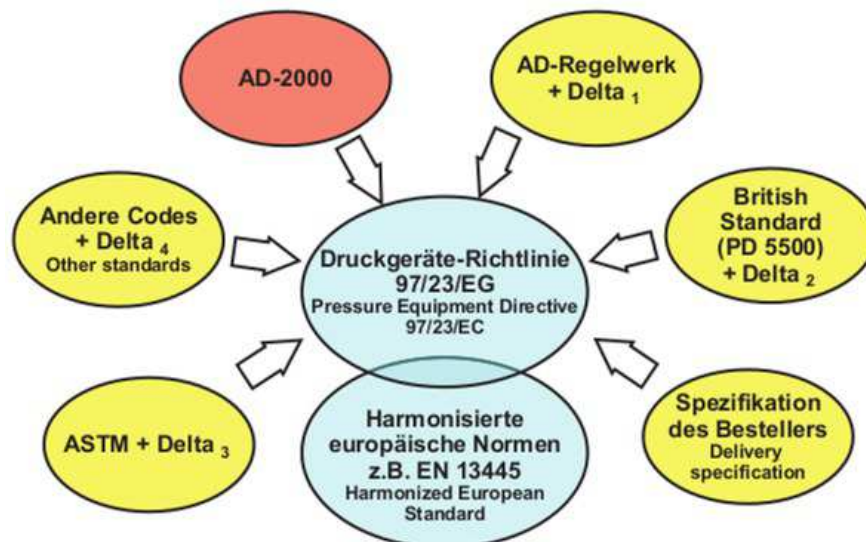 AD-2000
AD-Regelwerk
+ Delta 1
Andere Codes
+ Delta 4
Other standards
British
Standard
(PD 5500)
+ Delta 2
Druckgeräte-Richtlinie
97/23/EG
Pressure Equipment Directive
97/23/EC
ASTM + Delta 3
Harmonisierte
europäische Normen
z.B. EN 13445
Harmonized European
Standard
Spezifikation
des Bestellers
Delivery
specification